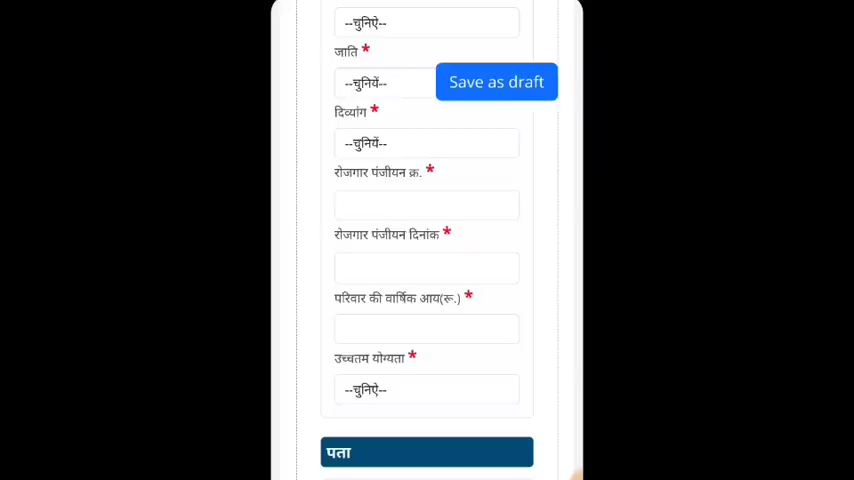 --चुनिऐ--
जाति *
--चुनियें--
Save as draft
दिव्यांग *
--चुनियें--
रोजगार पंजीयन क्र. *
रोजगार पंजीयन दिनांक *
परिवार की वार्षिक आय(रू.) *
उच्चतम योग्यता *
--चुनिऐ--
पता